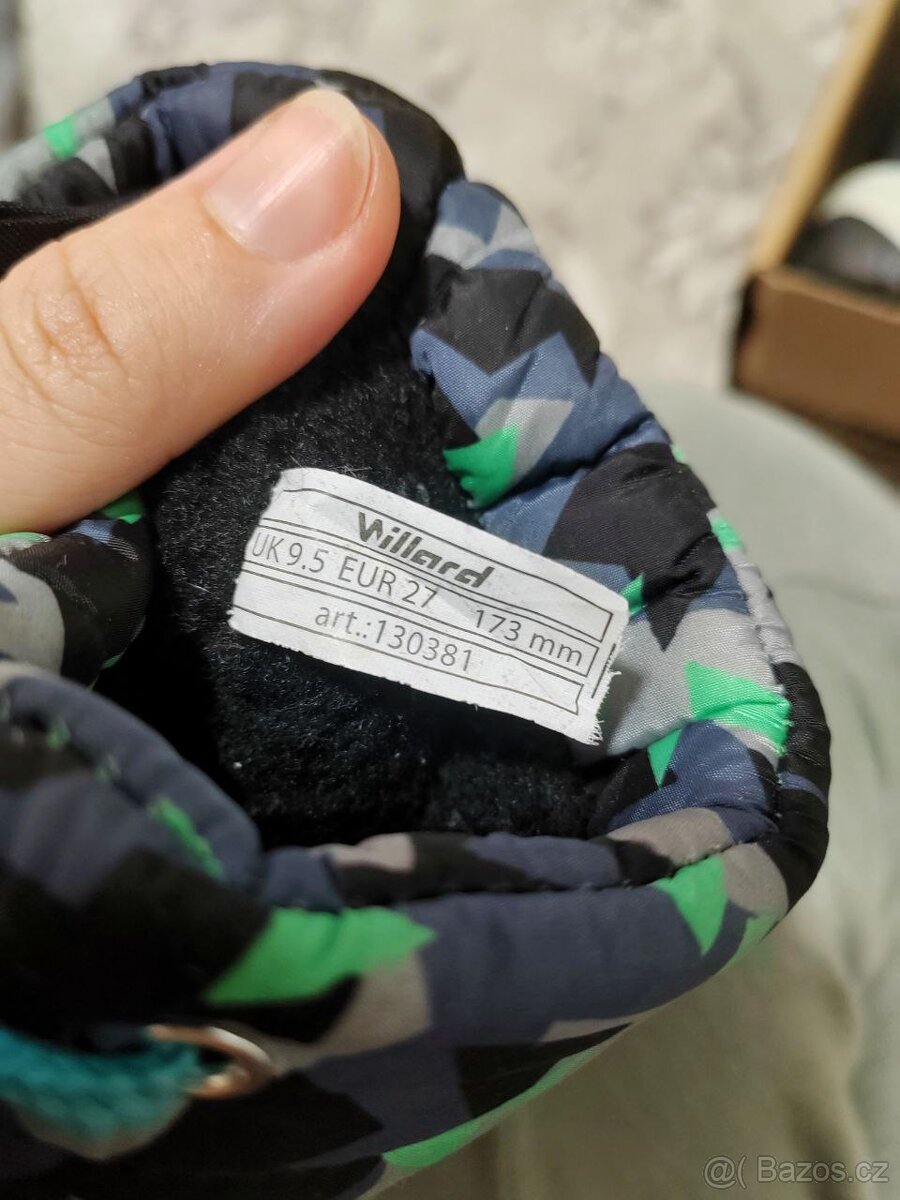 Willard
UK 9.5 EUR 27 173 mm
art.:130381
@( Bazos.cz